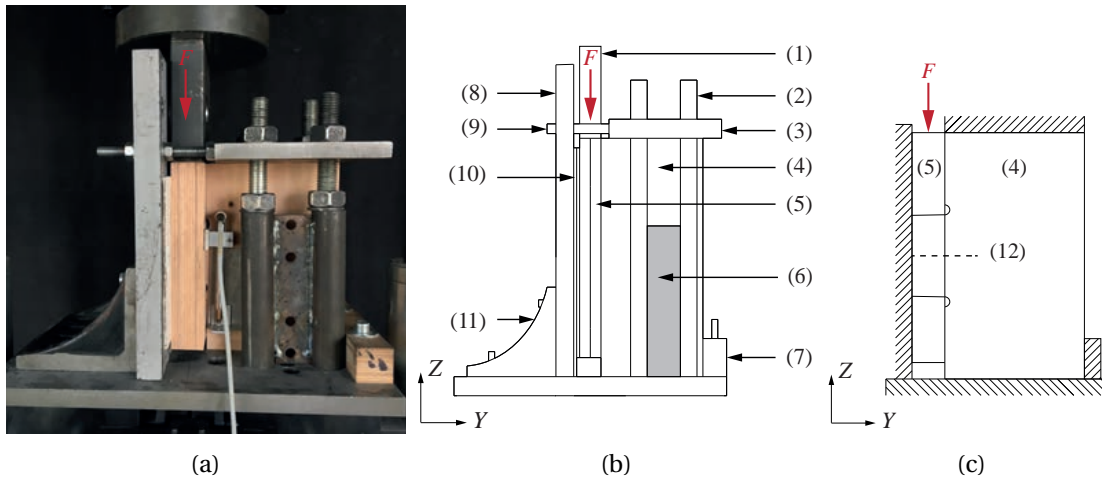 F
(a)
F
(1)
(2)
(3)
(4)
(5)
(6)
(7)
(8)
(9)
(10)
(11)
Z
Y
(b)
F
(5)
(4)
(12)
Z
Y
(c)